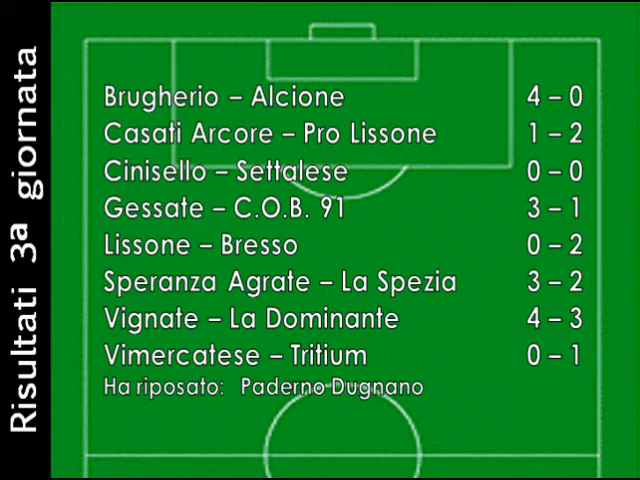 Risultati 3ª giornata
Brugherio – Alcione 4 – 0
Casati Arcore – Pro Lissone 1 – 2
Cinisello – Settalese 0 – 0
Gessate – C.O.B. 91 3 – 1
Lissone – Bresso 0 – 2
Speranza Agrate – La Spezia 3 – 2
Vignate – La Dominante 4 – 3
Vimercatese – Tritium 0 – 1
Ha riposato: Paderno Dugnano